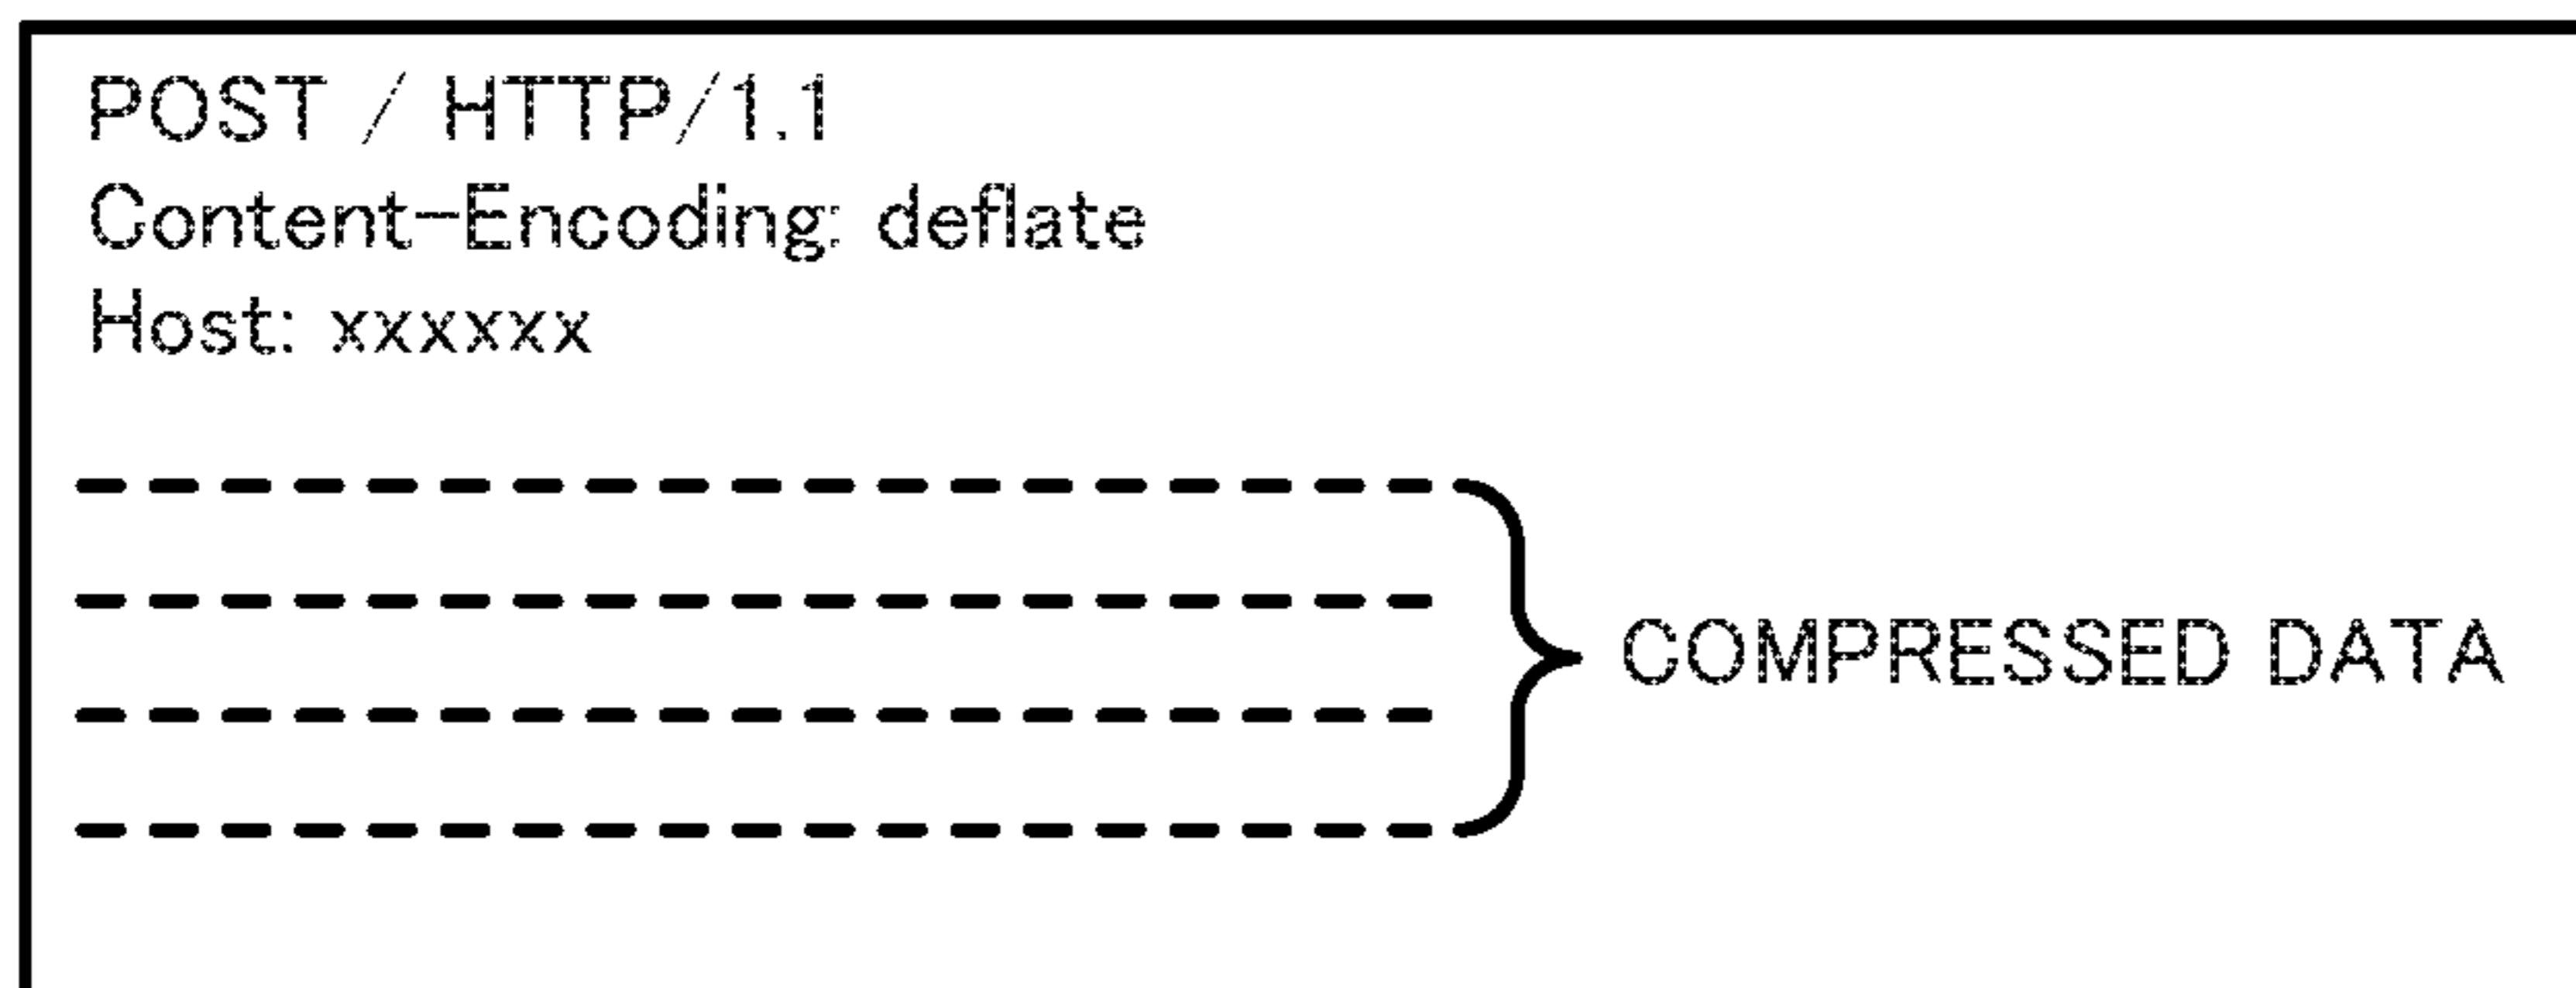 POST / HTTP/1.1
Content-Encoding: deflate
Host: xxxxxx
COMPRESSED DATA